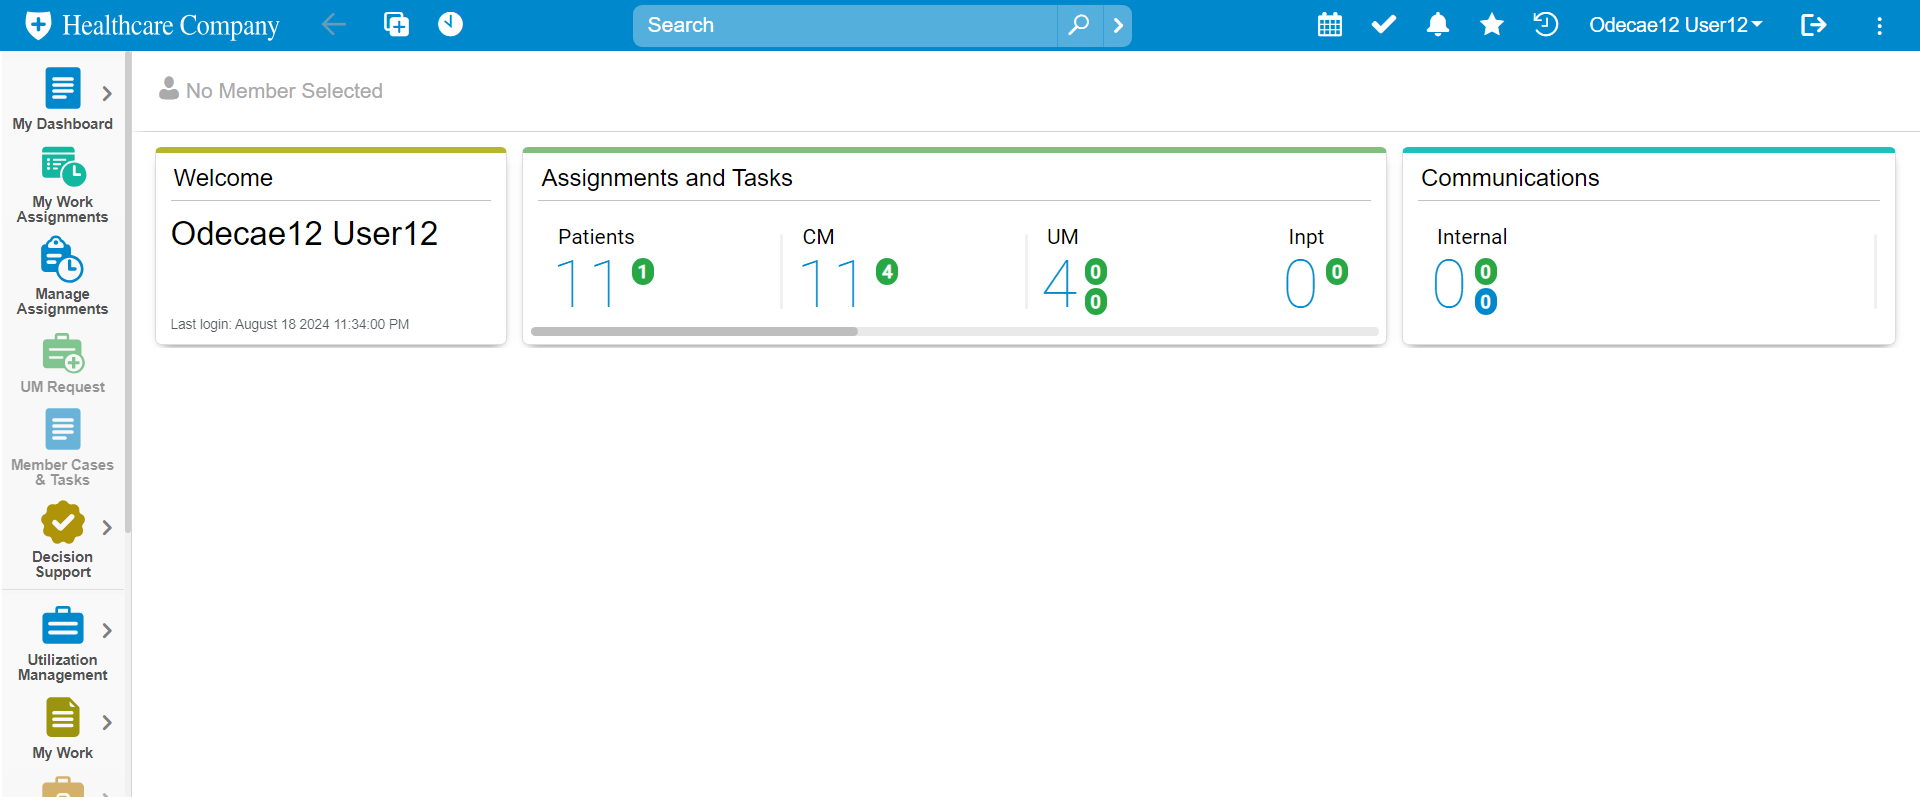 Healthcare Company
Search
Odecae12 User12
No Member Selected
My Dashboard
My Work
Assignments
Manage
Assignments
UM Request
Member Cases
& Tasks
Decision
Support
Utilization
Management
My Work
Welcome
Odecae12 User12
Last login: August 18 2024 11:34:00 PM
Assignments and Tasks
Patients
11 1
CM
11 4
UM
4 0
0
Inpt
0 0
Communications
Internal
0 0
0